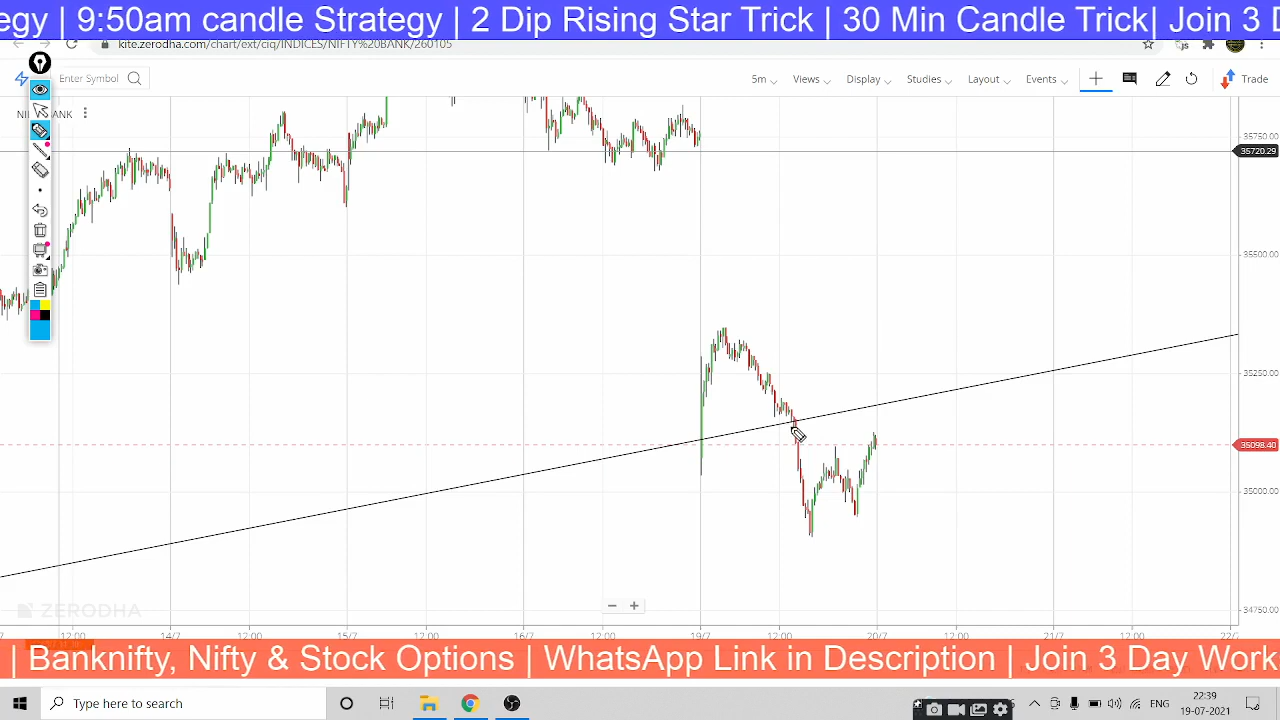 egy | 9:50am candle Strategy | 2 Dip Rising Star Trick | 30 Min Candle Trick| Join 3 D
kite.zerodha.com/chart/ext/ciq/INDICES/NIFTY%20BANK/260105
Enter Symbol
5m Views Display Studies Layout Events Trade
BANK
35750.00
35720.29
35500.00
35250.00
35098.40
35000.00
34750.00
ZERODHA
12:00 14/7 12:00 15/7 12:00 16/7 12:00 19/7 12:00 20/7 12:00 21/7 12:00 22/7
| Banknifty, Nifty & Stock Options | WhatsApp Link in Description | Join 3 Day Work
Type here to search
ENG
22:39
19-07-2021